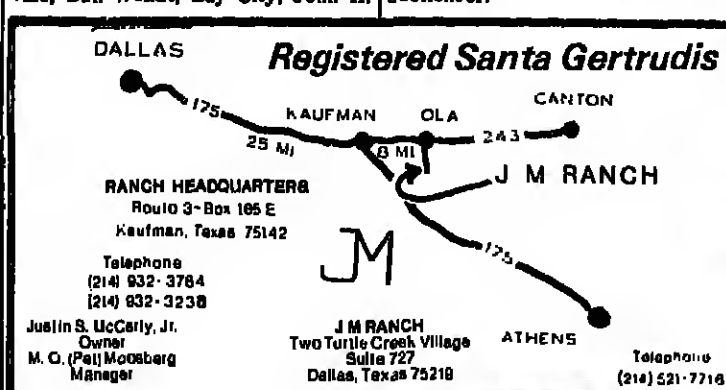 Registered Santa Gertrudis
DALLAS
175
25 MI
KAUFMAN
8 MI
OLA
243
CANTON
J M RANCH
175
ATHENS
RANCH HEADQUARTERS
Route 3-Box 165 E
Kaufman, Texas 75142
Telephone
(214) 932-3764
(214) 932-3238
JM
Justin S. McCarty, Jr.
Owner
M. O. (Pat) Moosberg
Manager
J M RANCH
Two Turtle Creek Village
Suite 727
Dallas, Texas 75219
Telephone
(214) 521-7716